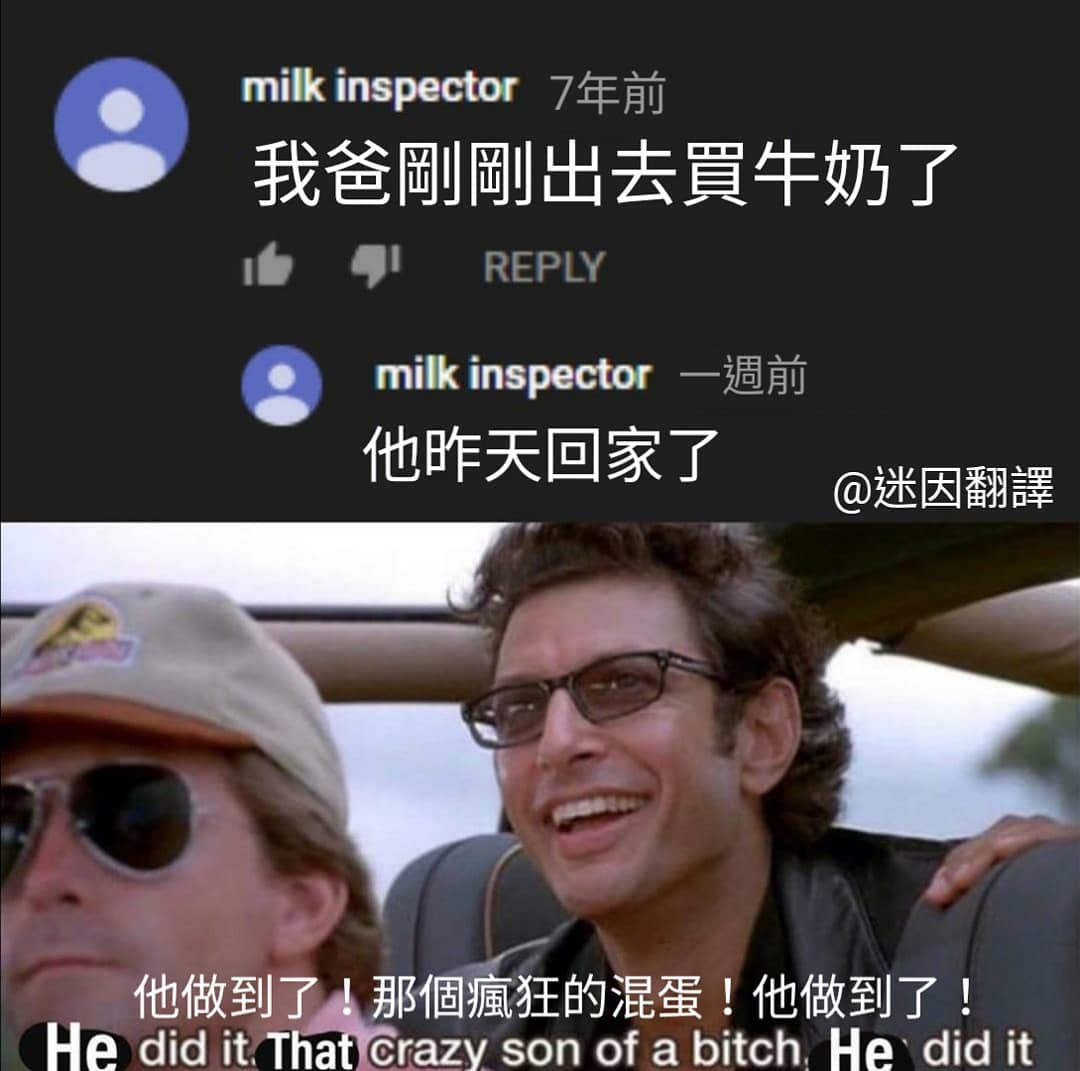 milk inspector 7年前
我爸剛剛出去買牛奶了
REPLY
milk inspector 一週前
他昨天回家了
@迷因翻譯
他做到了！那個瘋狂的混蛋！他做到了！
He did it. That crazy son of a bitch. He did it